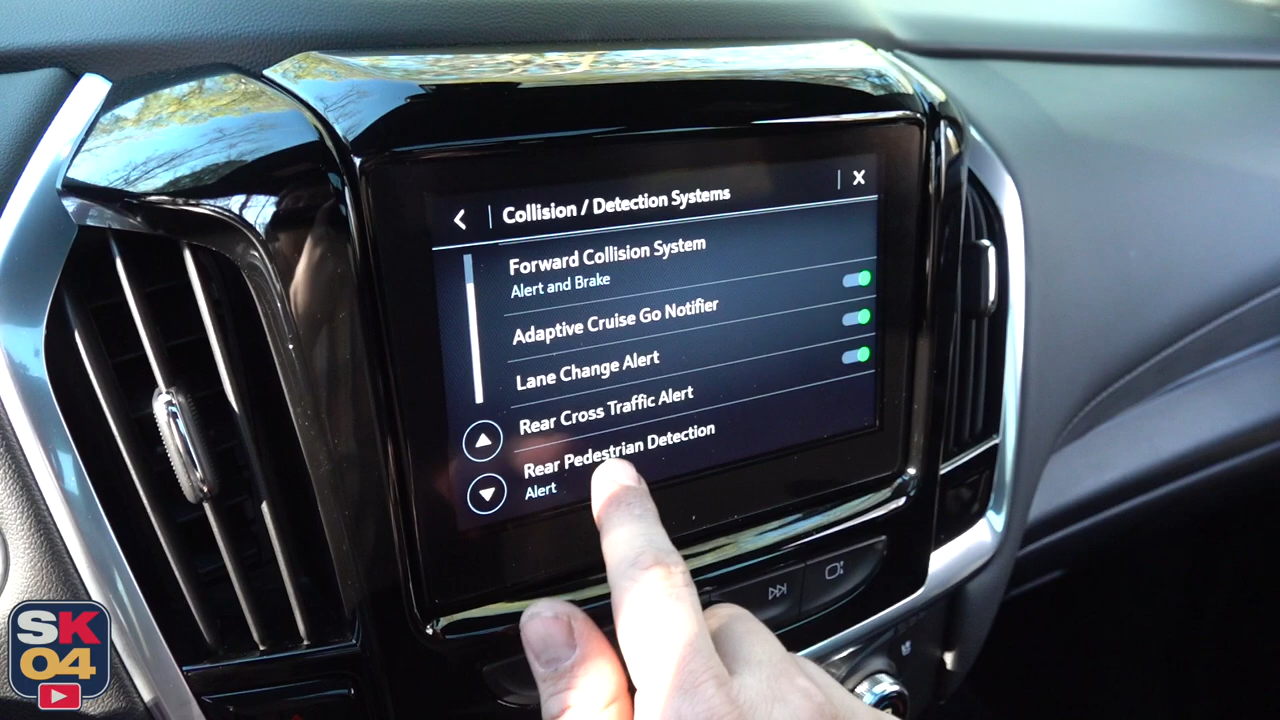 Collision / Detection Systems
X
Forward Collision System
Alert and Brake
Adaptive Cruise Go Notifier
Lane Change Alert
Rear Cross Traffic Alert
Rear Pedestrian Detection
Alert
SK
04